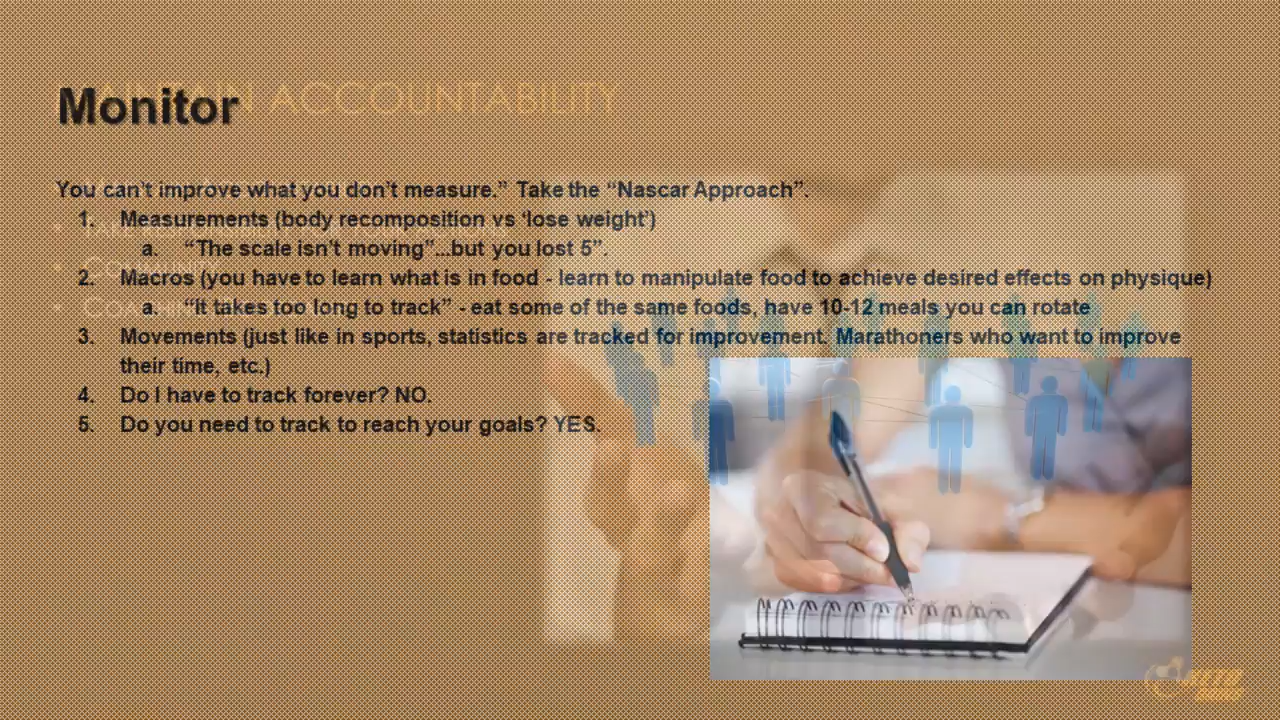 Monitor
ACCOUNTABILITY
You can't improve what you don't measure.” Take the “Nascar Approach”.
1. Measurements (body recomposition vs ‘lose weight’)
a. “The scale isn't moving”...but you lost 5”.
2. Macros (you have to learn what is in food - learn to manipulate food to achieve desired effects on physique)
a. “It takes too long to track” - eat some of the same foods, have 10-12 meals you can rotate
3. Movements (just like in sports, statistics are tracked for improvement. Marathoners who want to improve
their time, etc.)
4. Do I have to track forever? NO.
5. Do you need to track to reach your goals? YES.